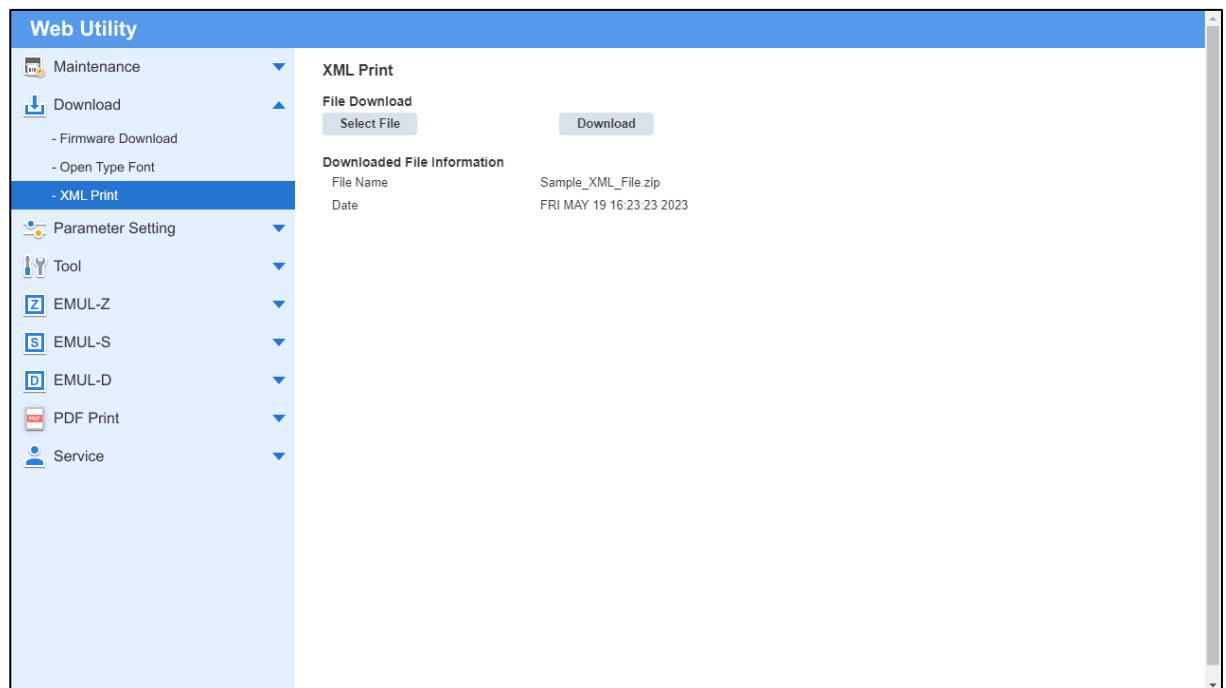 Web Utility
Maintenance
Download
- Firmware Download
- Open Type Font
- XML Print
Parameter Setting
Tool
Z EMUL-Z
S EMUL-S
D EMUL-D
PDF PDF Print
Service
XML Print
File Download
Select File Download
Downloaded File Information
File Name Sample_XML_File.zip
Date FRI MAY 19 16:23:23 2023